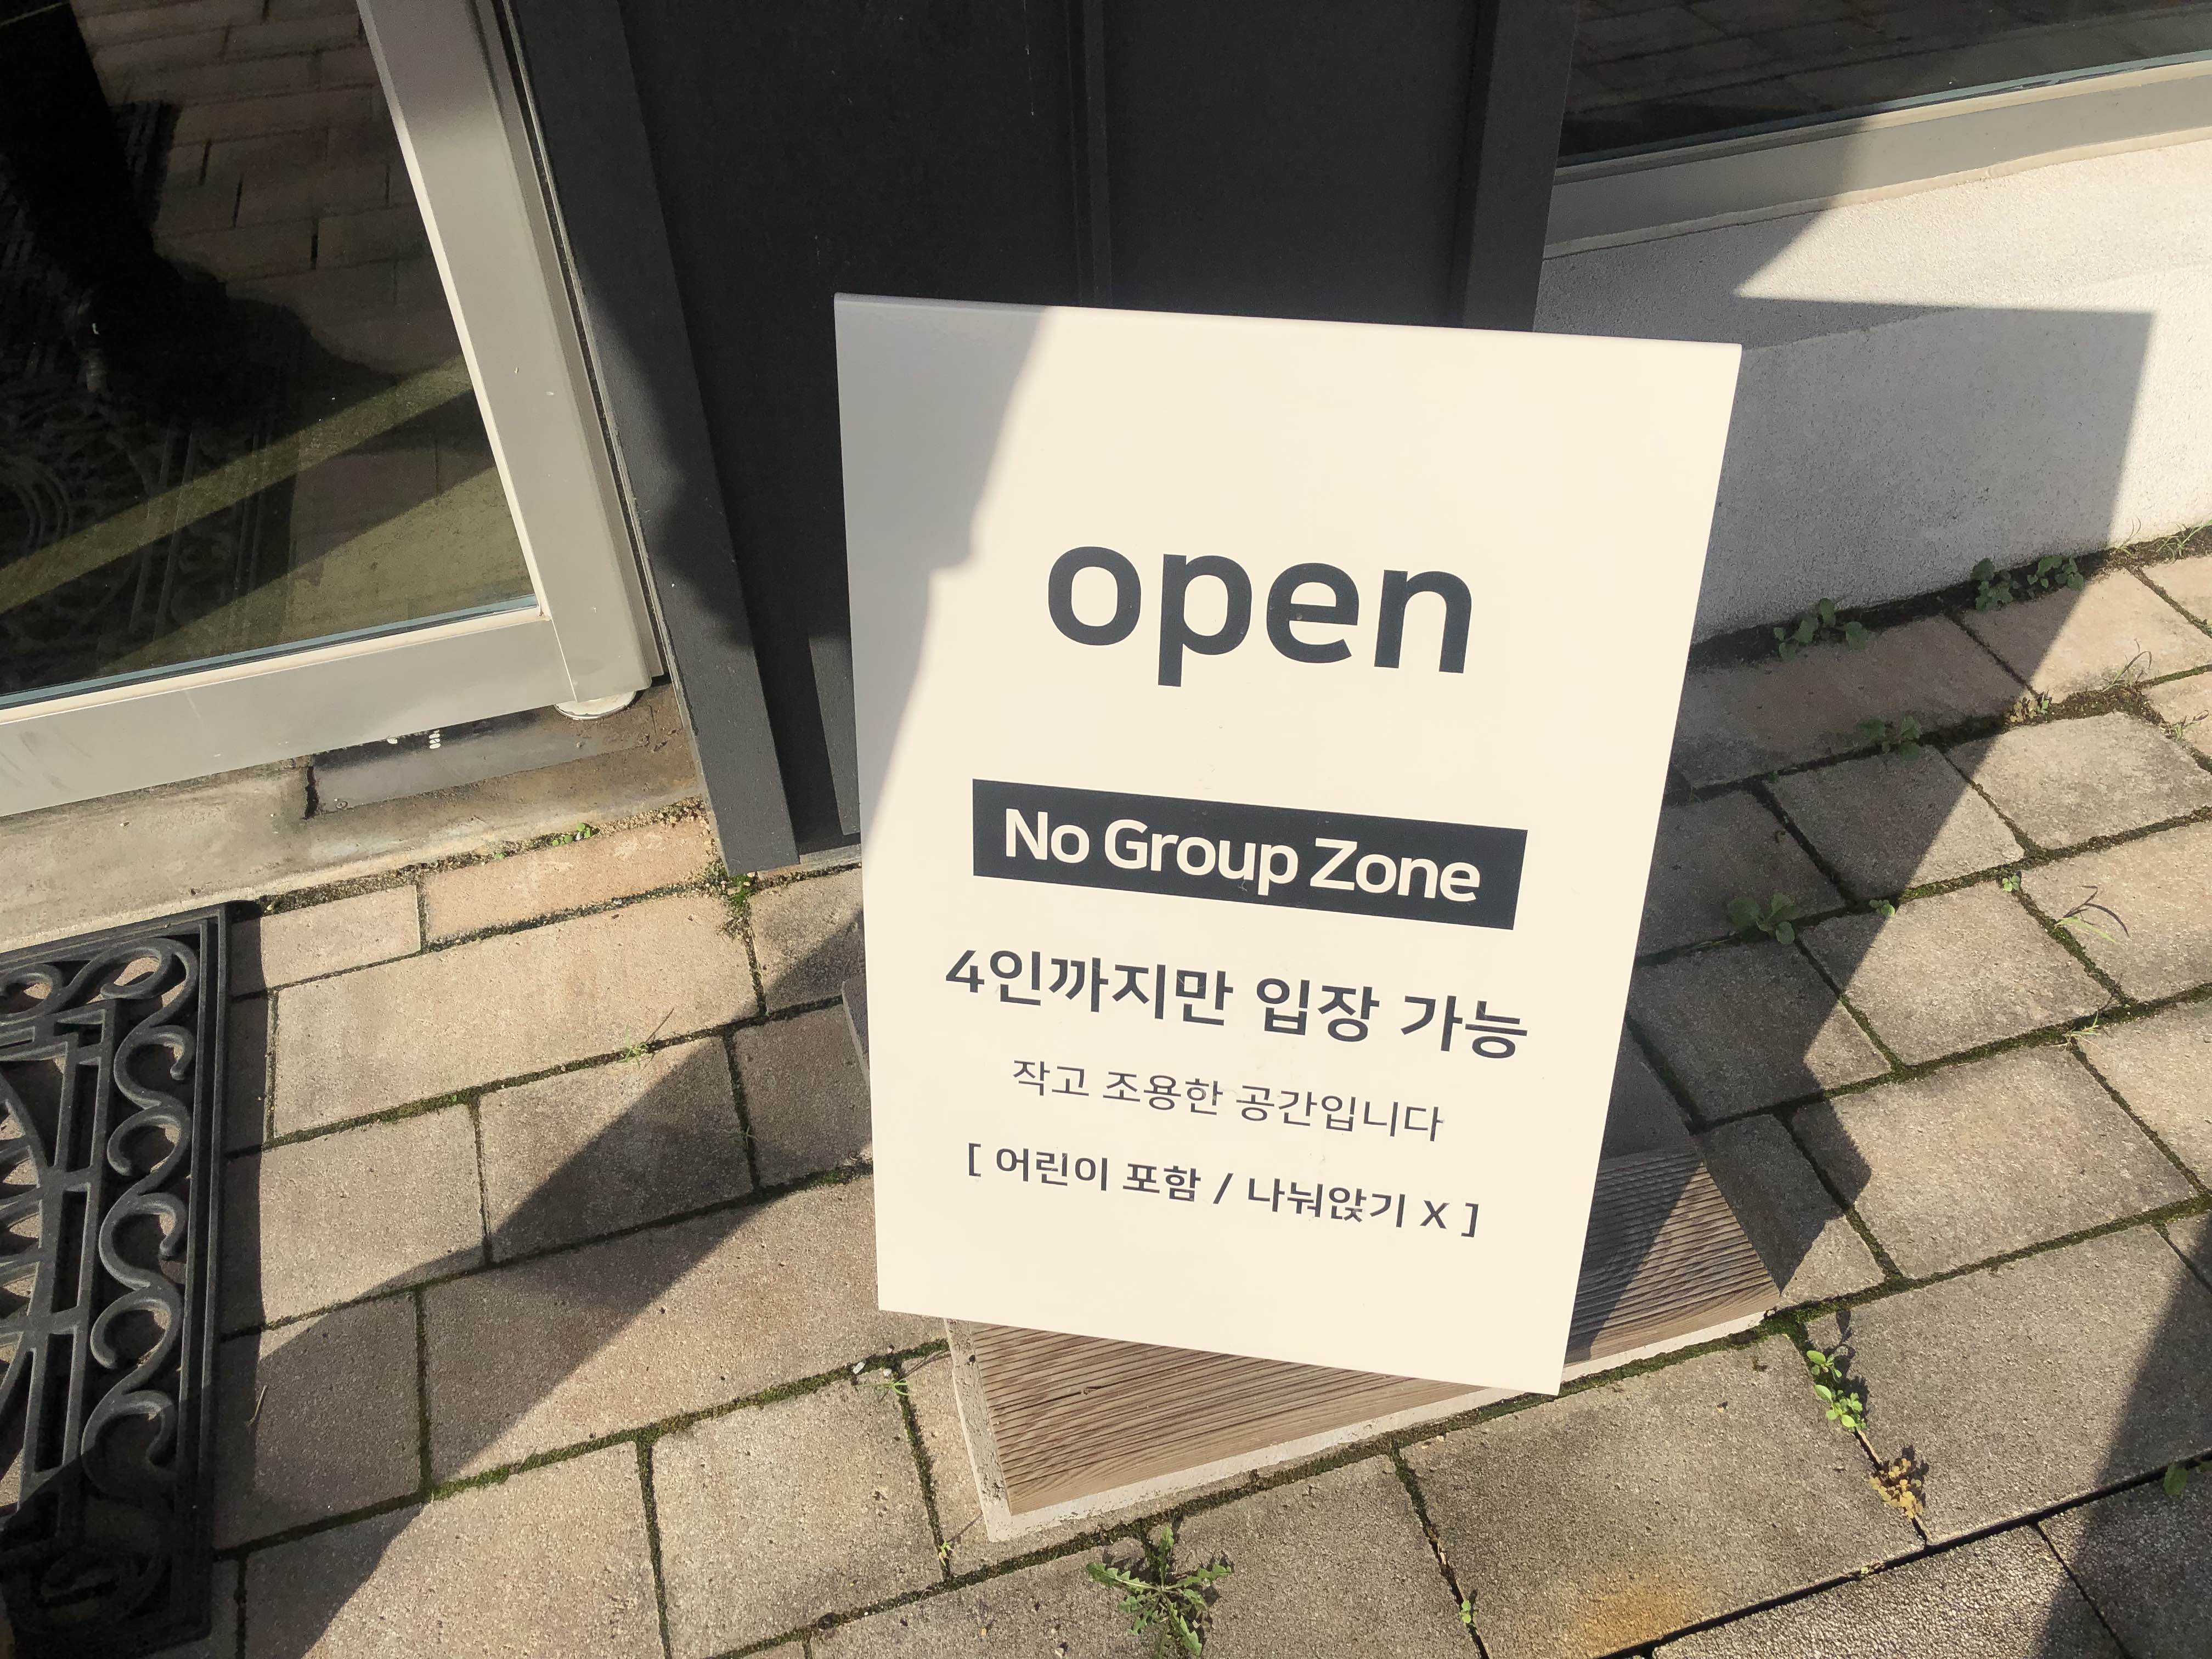 open
No Group Zone
4인까지만 입장 가능
작고 조용한 공간입니다
[ 어린이 포함 / 나눠앉기 X ]